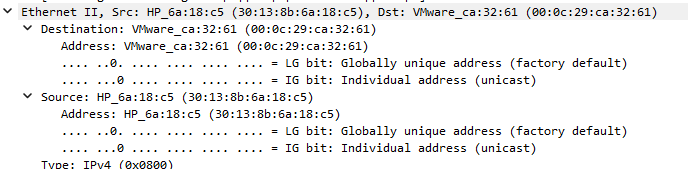 Ethernet II, Src: HP_6a:18:c5 (30:13:8b:6a:18:c5), Dst: VMware_ca:32:61 (00:0c:29:ca:32:61)
Destination: VMware_ca:32:61 (00:0c:29:ca:32:61)
Address: VMware_ca:32:61 (00:0c:29:ca:32:61)
.... ..0. .... .... .... .... = LG bit: Globally unique address (factory default)
.... ...0 .... .... .... .... = IG bit: Individual address (unicast)
Source: HP_6a:18:c5 (30:13:8b:6a:18:c5)
Address: HP_6a:18:c5 (30:13:8b:6a:18:c5)
.... ..0. .... .... .... .... = LG bit: Globally unique address (factory default)
.... ...0 .... .... .... .... = IG bit: Individual address (unicast)
Type: IPv4 (0x0800)